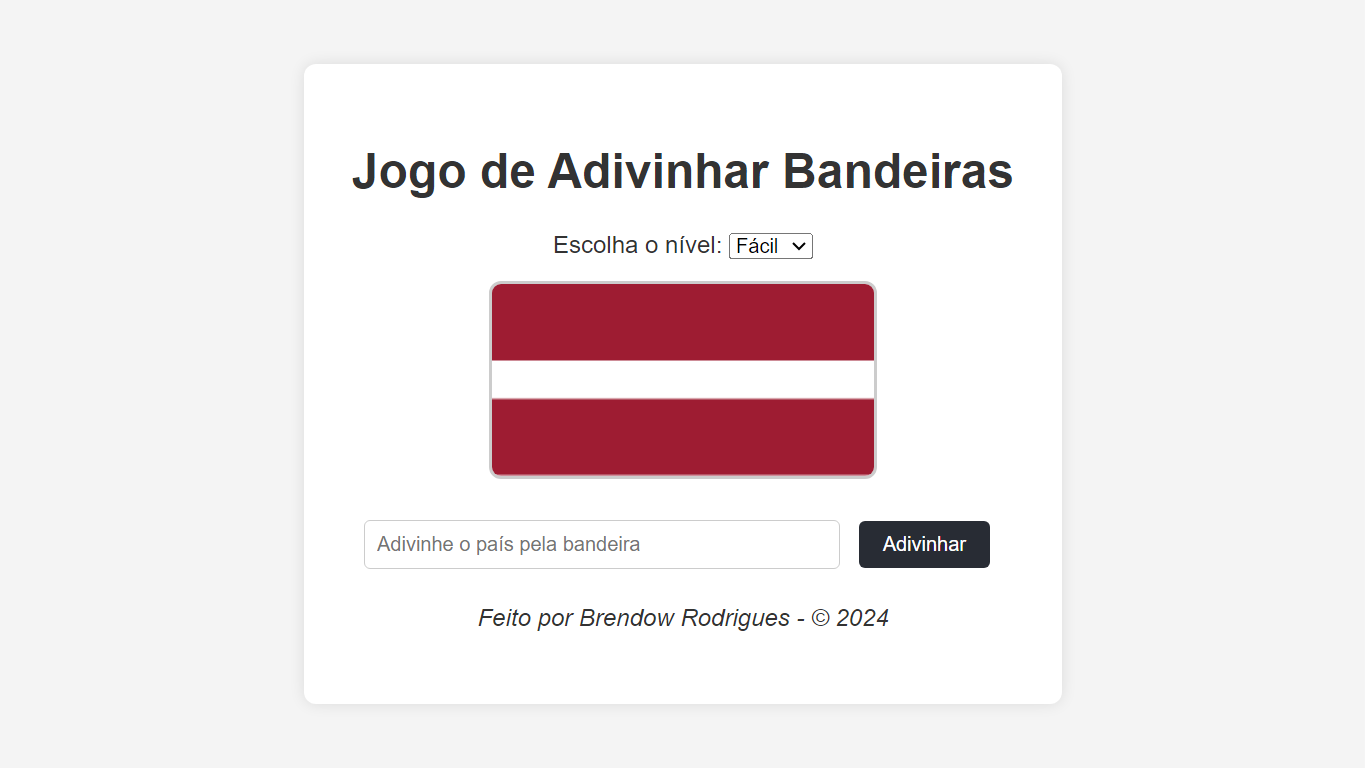 Jogo de Adivinhar Bandeiras
Escolha o nível: Fácil
Adivinhe o país pela bandeira Adivinhar
Feito por Brendow Rodrigues - © 2024